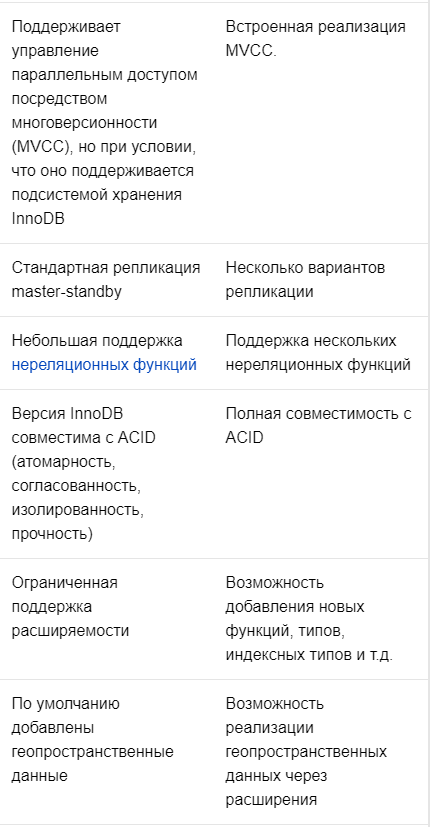 Поддерживает
управление
параллельным доступом
посредством
многоверсионности
(MVCC), но при условии,
что оно поддерживается
подсистемой хранения
InnoDB
Встроенная реализация
MVCC.
Стандартная репликация
master-standby
Несколько вариантов
репликации
Небольшая поддержка
нереляционных функций
Поддержка нескольких
нереляционных функций
Версия InnoDB
совместима с ACID
(атомарность,
согласованность,
изолированность,
прочность)
Полная совместимость с
ACID
Ограниченная
поддержка
расширяемости
Возможность
добавления новых
функций, типов,
индексных типов и т.д.
По умолчанию
добавлены
геопространственные
данные
Возможность
реализации
геопространственных
данных через
расширения